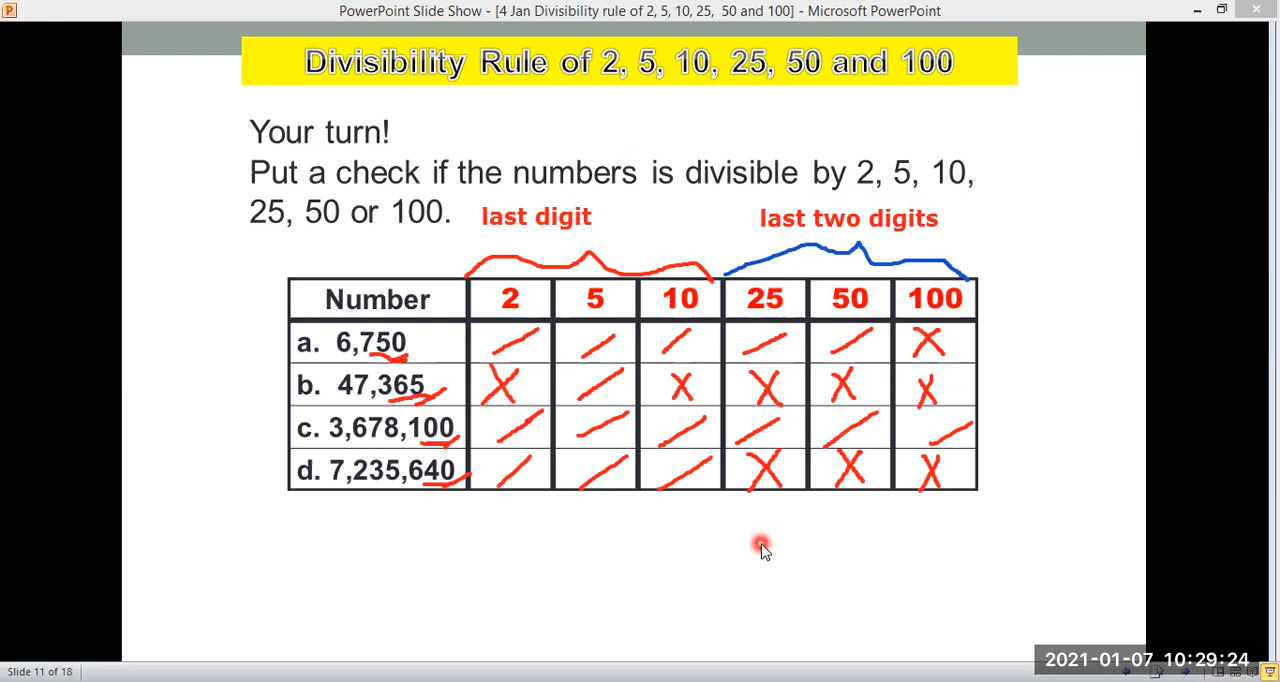 PowerPoint Slide Show - [4 Jan Divisibility rule of 2, 5, 10, 25, 50 and 100] - Microsoft PowerPoint
Divisibility Rule of 2, 5, 10, 25, 50 and 100
Your turn!
Put a check if the numbers is divisible by 2, 5, 10,
25, 50 or 100. last digit last two digits
Number 2 5 10 25 50 100
a. 6,750 / / / / / X
b. 47,365 X / X X X X
c. 3,678,100 / / / / / /
d. 7,235,640 / / / X X X
2021-01-07 10:29:24
Slide 11 of 18